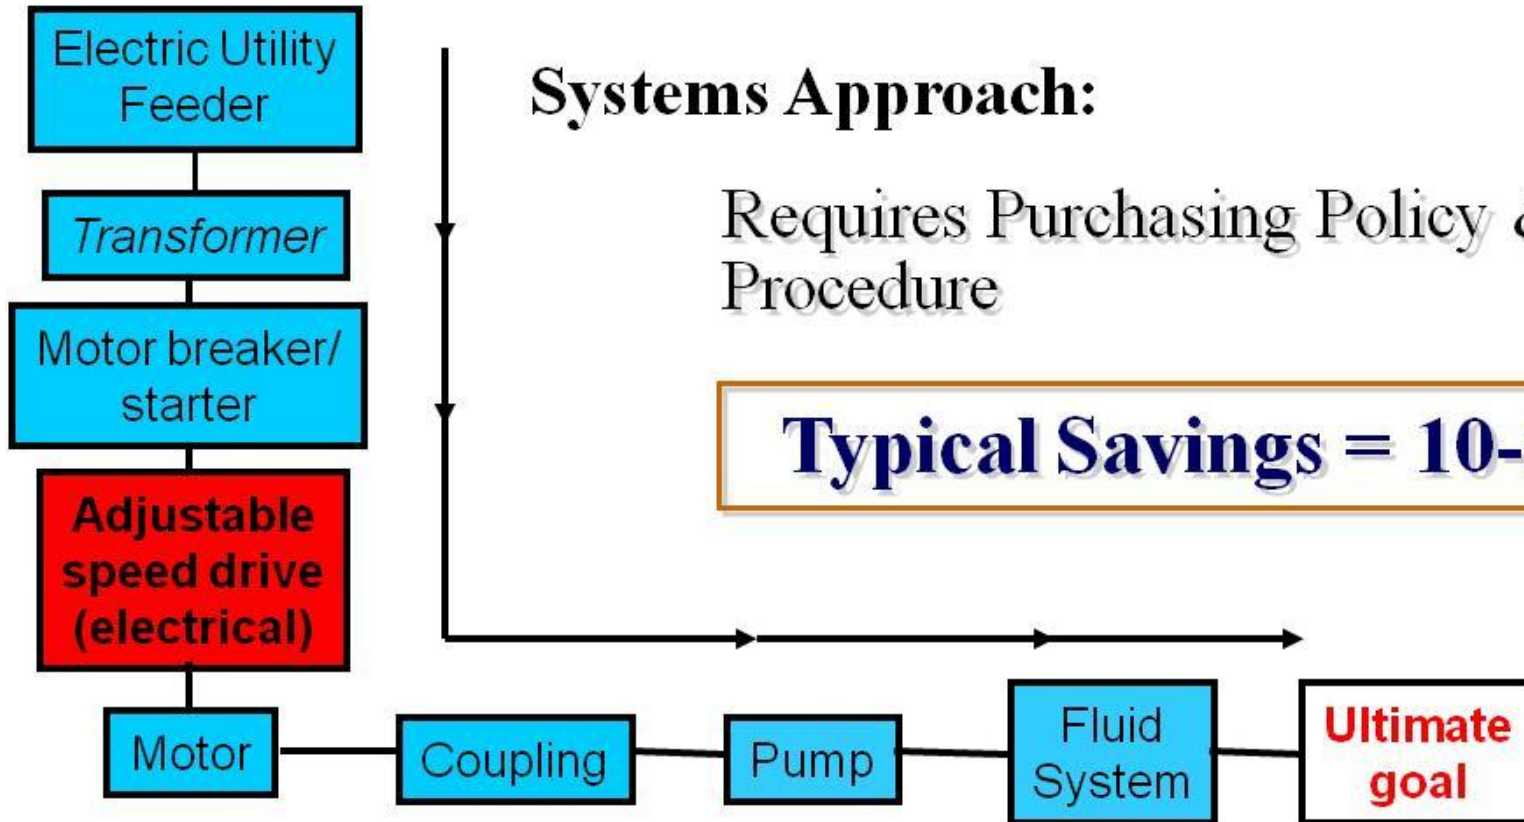 Electric Utility
Feeder
Systems Approach:
Transformer
Requires Purchasing Policy
Procedure
Motor breaker/
starter
Typical Savings = 10-
Adjustable
speed drive
(electrical)
Motor
Coupling
Pump
Fluid
System
Ultimate
goal